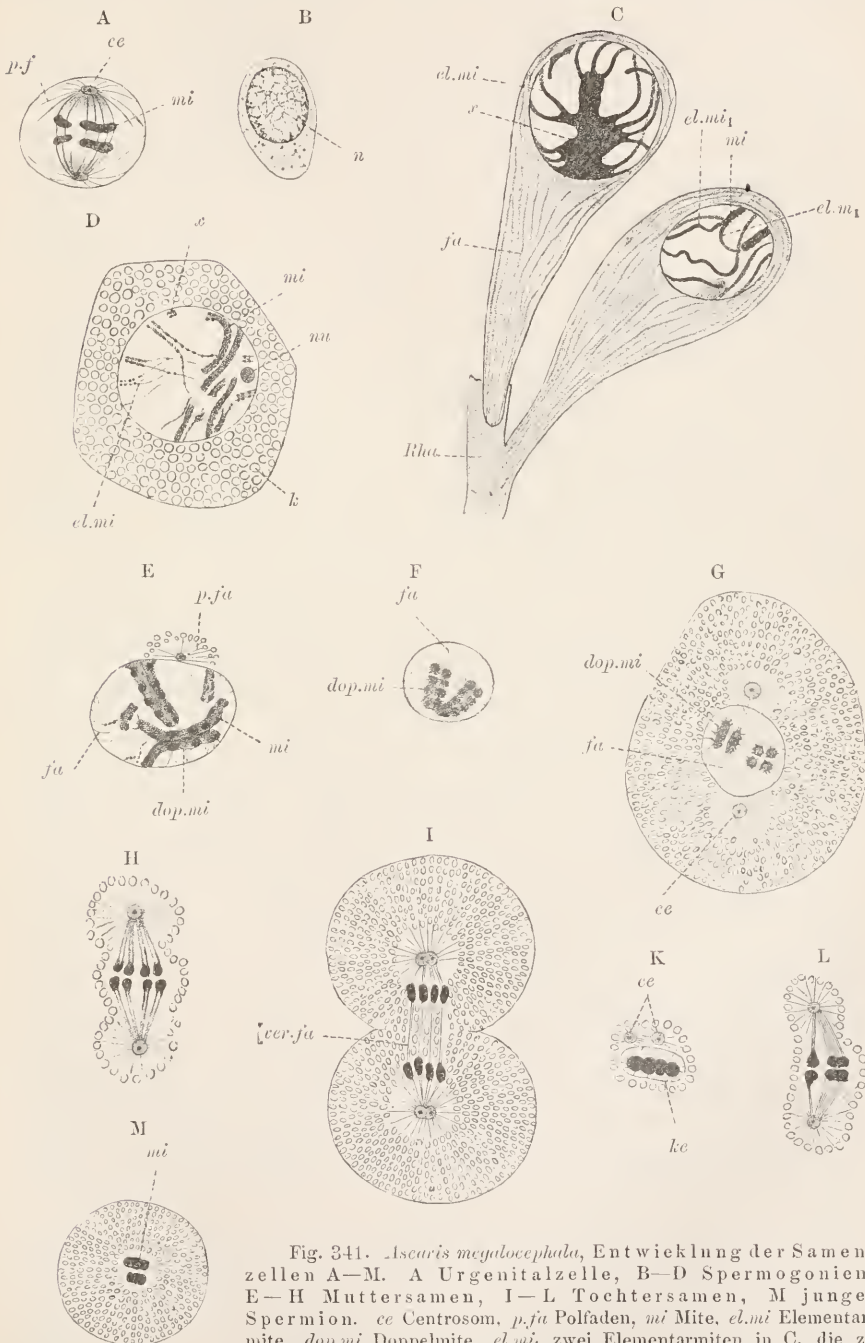 A
B
C
ce
p.f
mi
n
el.mi
x
el.mi₁
mi
el.m₁
fa
Rha
D
x
mi
nu
k
el.mi
E
p.fa
fa
mi
dop.mi
F
fa
dop.mi
G
dop.mi
fa
ce
H
I
ver.fa
K
ce
ke
L
M
mi
Fig. 341. Ascaris megalocephala, Entwicklung der Samen
zellen A—M. A Urgenitalzelle, B—D Spermogonien
E—H Muttersamen, I—L Tochtersamen, M junge
Spermion. ce Centrosom, p.fa Polfaden, mi Mite, el.mi Elementa
mite, dop.mi Doppelmite, el.mi₁ zwei Elementarmiten in C, die